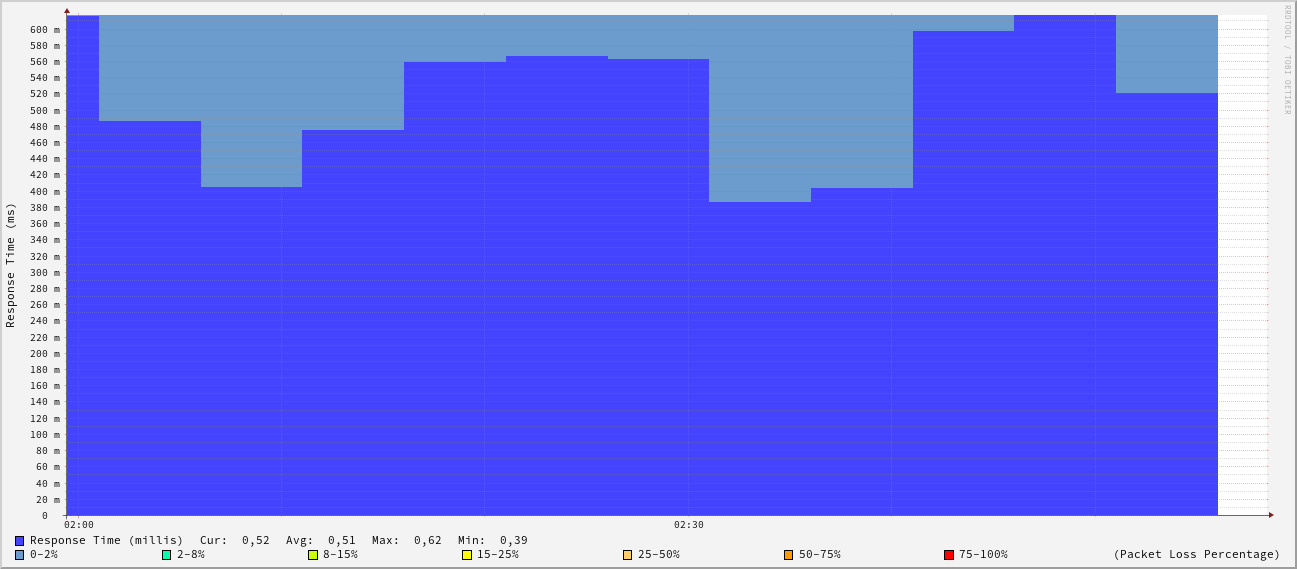 RRDTOOL / TOBI OETIKER
Response Time (ms)
600 m
580 m
560 m
540 m
520 m
500 m
480 m
460 m
440 m
420 m
400 m
380 m
360 m
340 m
320 m
300 m
280 m
260 m
240 m
220 m
200 m
180 m
160 m
140 m
120 m
100 m
80 m
60 m
40 m
20 m
0
02:00 02:30
Response Time (millis) Cur: 0,52 Avg: 0,51 Max: 0,62 Min: 0,39
0-2% 2-8% 8-15% 15-25% 25-50% 50-75% 75-100% (Packet Loss Percentage)